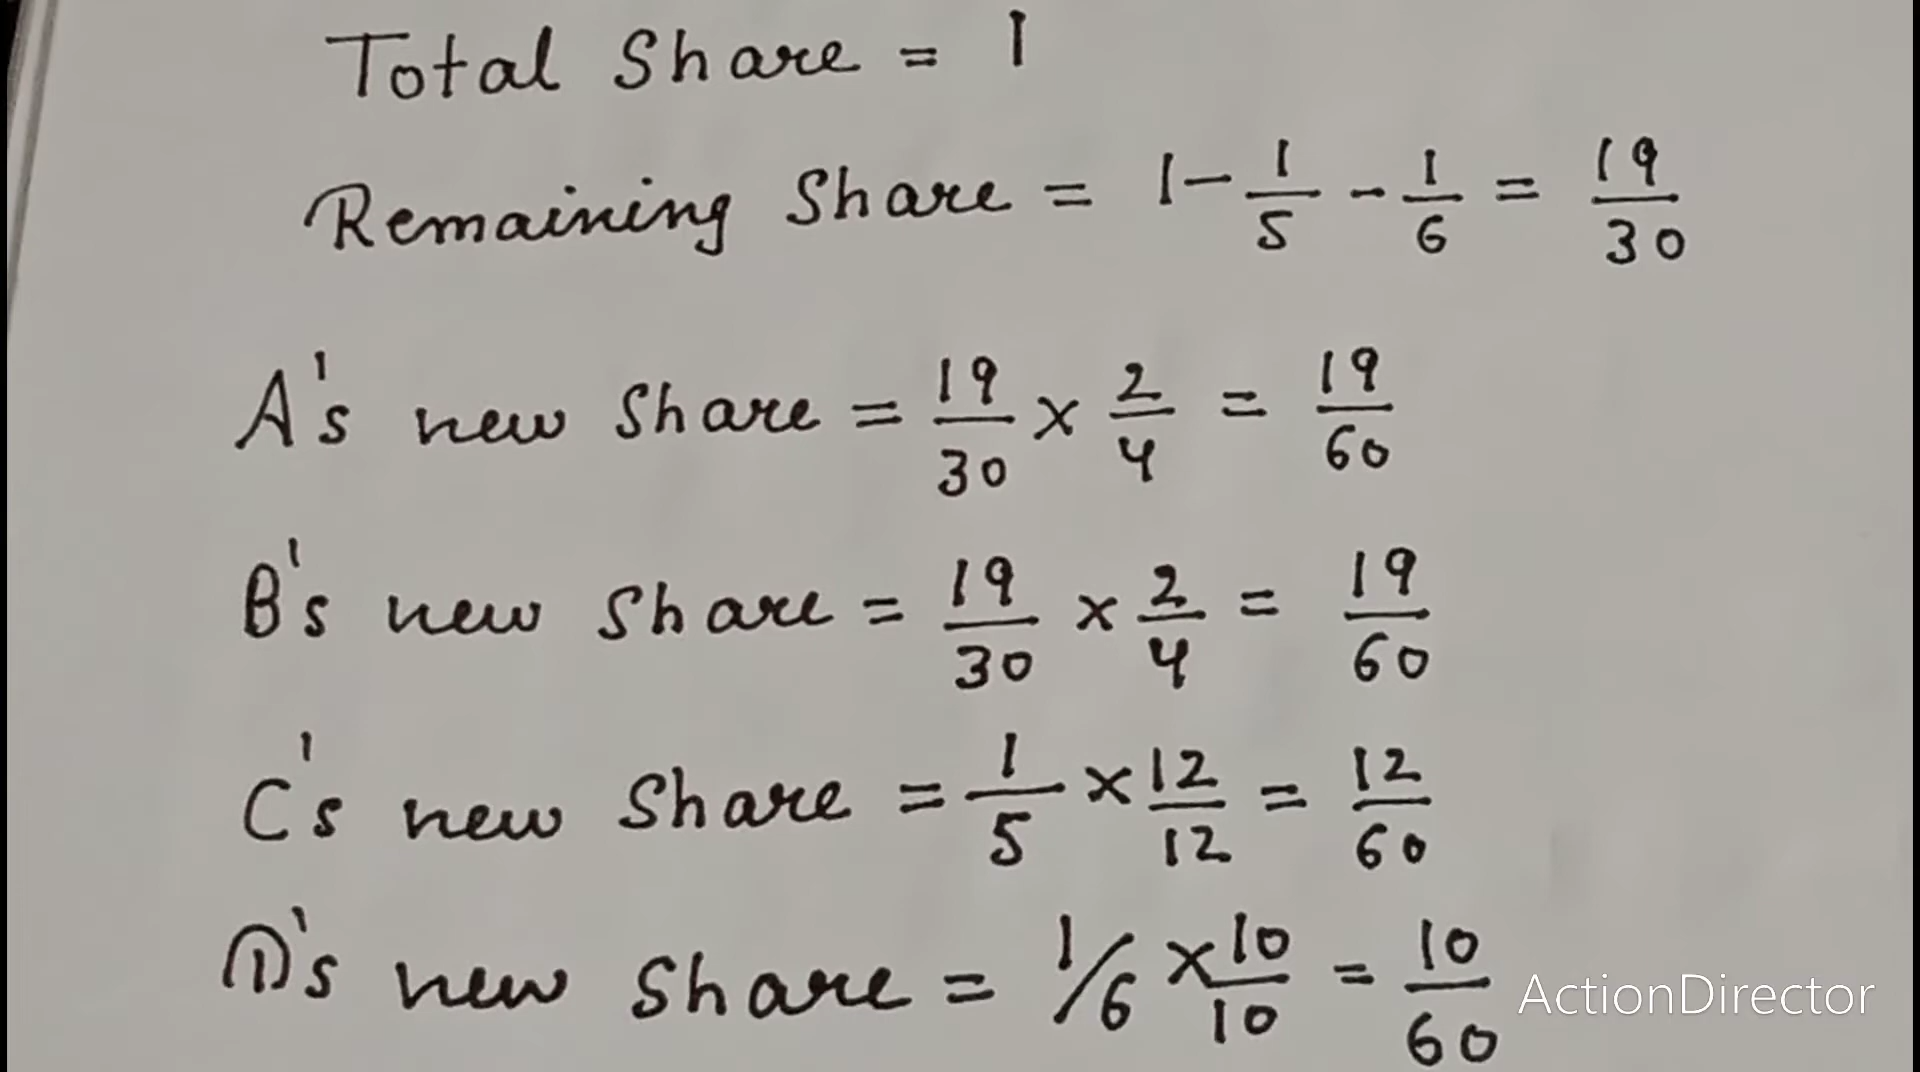 Total Share = 1
Remaining Share = 1 - 1/5 - 1/6 = 19/30
A's new Share = 19/30 × 2/4 = 19/60
B's new Share = 19/30 × 2/4 = 19/60
C's new Share = 1/5 × 12/12 = 12/60
D's new Share = 1/6 × 10/10 = 10/60
ActionDirector